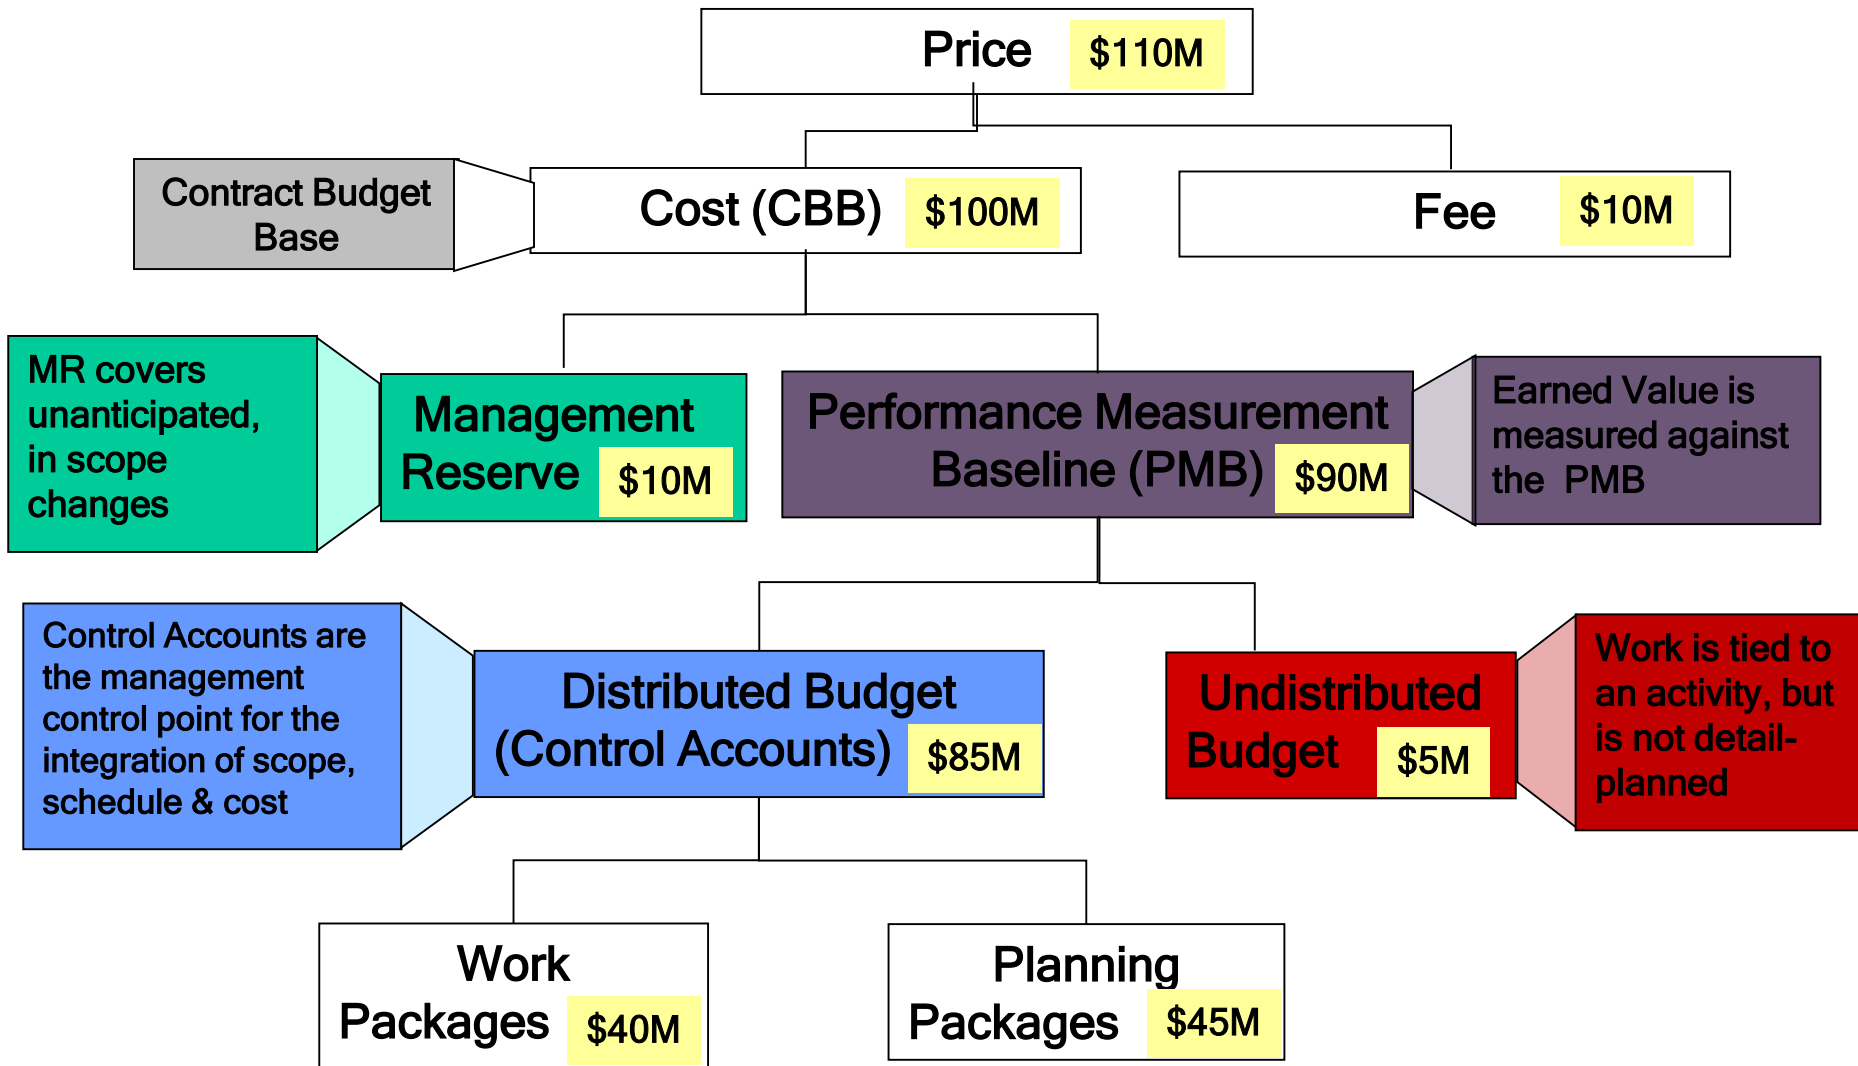 Price $110M
Contract Budget
Base
Cost (CBB) $100M
Fee $10M
MR covers
unanticipated,
in scope
changes
Management
Reserve $10M
Performance Measurement
Baseline (PMB) $90M
Earned Value is
measured against
the PMB
Control Accounts are
the management
control point for the
integration of scope,
schedule & cost
Distributed Budget
(Control Accounts) $85M
Undistributed
Budget $5M
Work is tied to
an activity, but
is not detail-
planned
Work
Packages $40M
Planning
Packages $45M